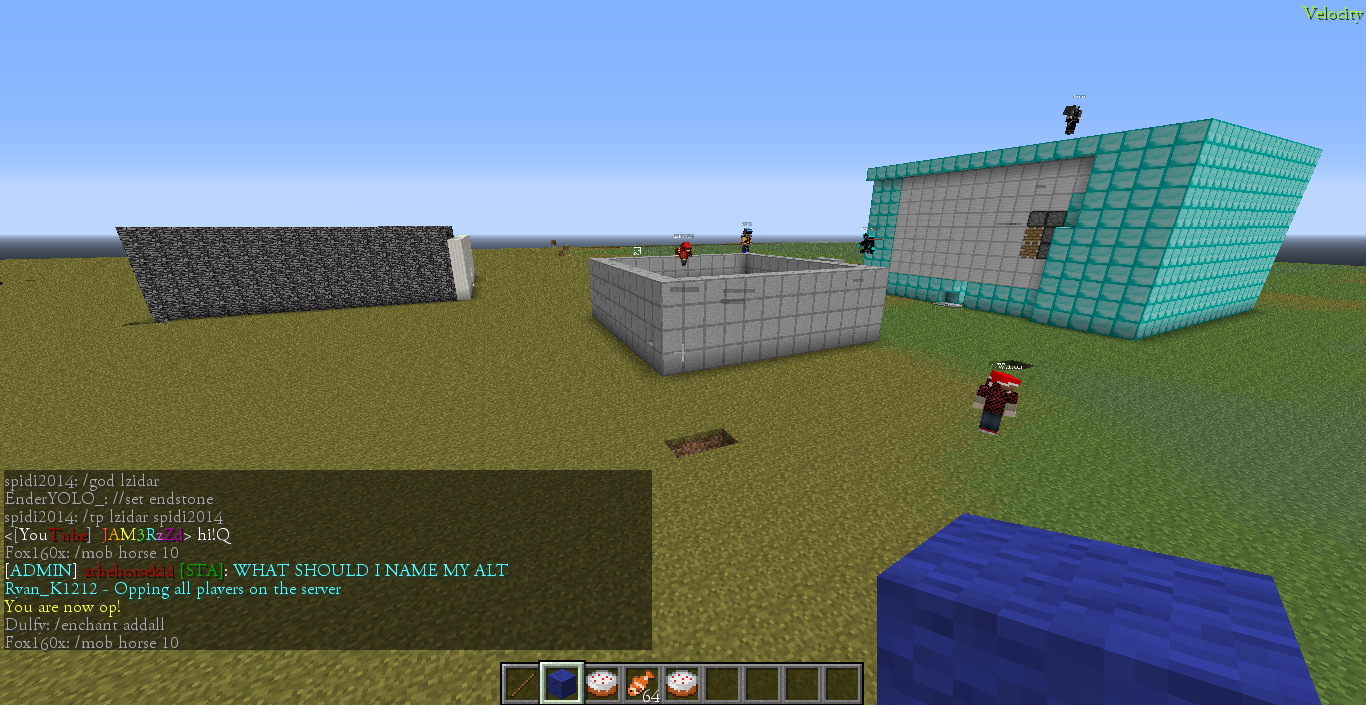 Velocity
Watson
spidi2014: /god lzidar
EnderYOLO_: //set endstone
spidi2014: /tp lzidar spidi2014
<[YouTube] ~JAM3RzZd> hi!Q
Fox160x: /mob horse 10
[ADMIN] [STA]: WHAT SHOULD I NAME MY ALT
Ryan_K1212 - Opping all players on the server
You are now op!
Dulfy: /enchant addall
Fox160x: /mob horse 10
64